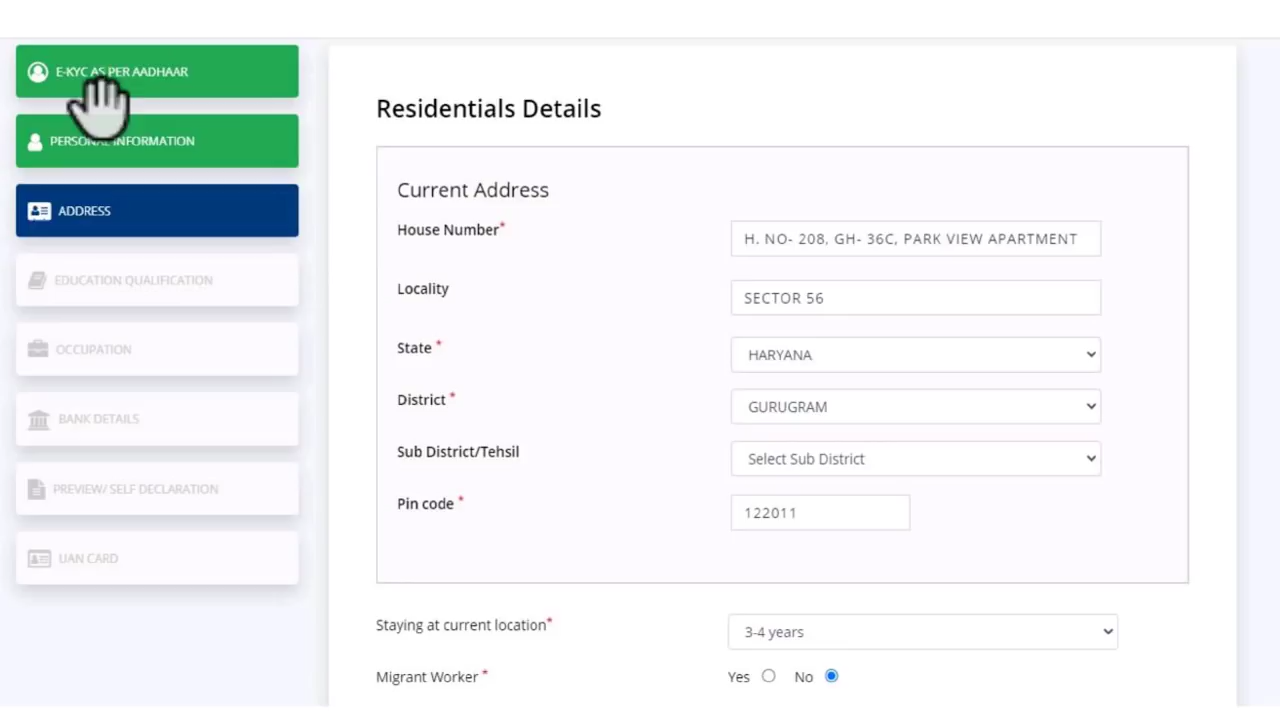 E-KYC AS PER AADHAAR
PERSONAL INFORMATION
ADDRESS
EDUCATION QUALIFICATION
OCCUPATION
BANK DETAILS
PREVIEW/ SELF DECLARATION
UAN CARD
Residentials Details
Current Address
House Number* H. NO- 208, GH- 36C, PARK VIEW APARTMENT
Locality SECTOR 56
State * HARYANA
District * GURUGRAM
Sub District/Tehsil Select Sub District
Pin code * 122011
Staying at current location* 3-4 years
Migrant Worker * Yes No